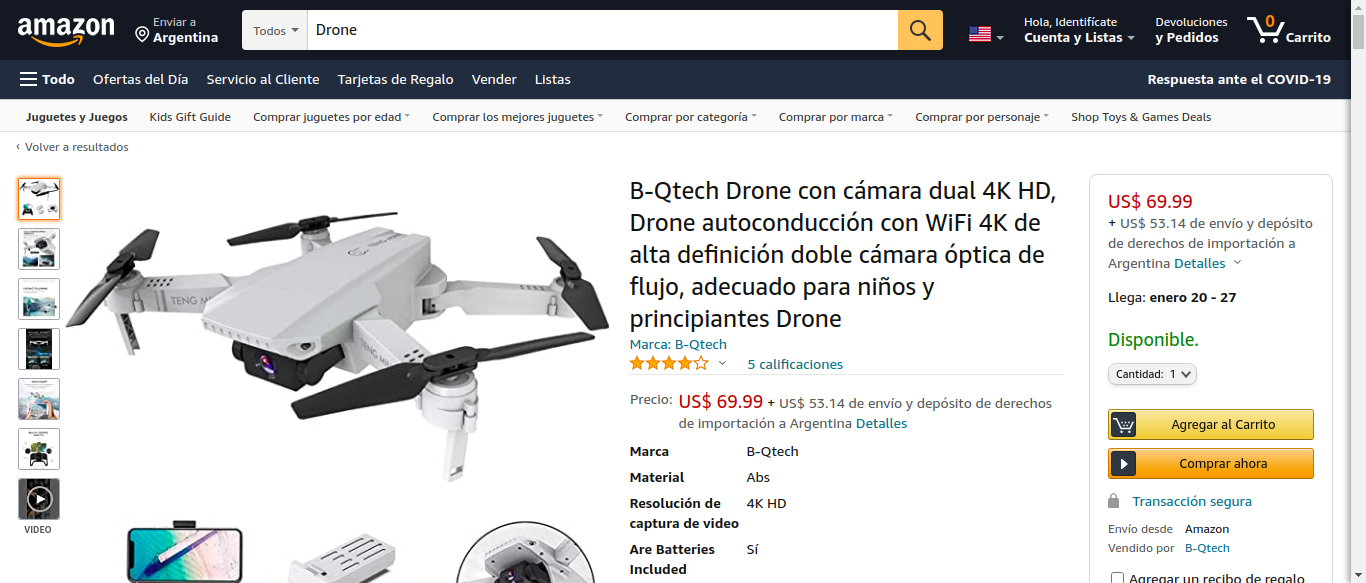 amazon
Enviar a
Argentina
Todos
Drone
Hola, Identifícate
Cuenta y Listas
Devoluciones
y Pedidos
0
Carrito
Todo
Ofertas del Día
Servicio al Cliente
Tarjetas de Regalo
Vender
Listas
Respuesta ante el COVID-19
Juguetes y Juegos
Kids Gift Guide
Comprar juguetes por edad
Comprar los mejores juguetes
Comprar por categoría
Comprar por marca
Comprar por personaje
Shop Toys & Games Deals
‹ Volver a resultados
VIDEO
TENG
TENG
B-Qtech Drone con cámara dual 4K HD,
Drone autoconducción con WiFi 4K de
alta definición doble cámara óptica de
flujo, adecuado para niños y
principiantes Drone
Marca: B-Qtech
5 calificaciones
Precio: US$ 69.99 + US$ 53.14 de envío y depósito de derechos
de importación a Argentina Detalles
Marca B-Qtech
Material Abs
Resolución de 4K HD
captura de video
Are Batteries Sí
Included
US$ 69.99
+ US$ 53.14 de envío y depósito
de derechos de importación a
Argentina Detalles
Llega: enero 20 - 27
Disponible.
Cantidad: 1
Agregar al Carrito
Comprar ahora
Transacción segura
Envío desde Amazon
Vendido por B-Qtech
Agregar un recibo de regalo